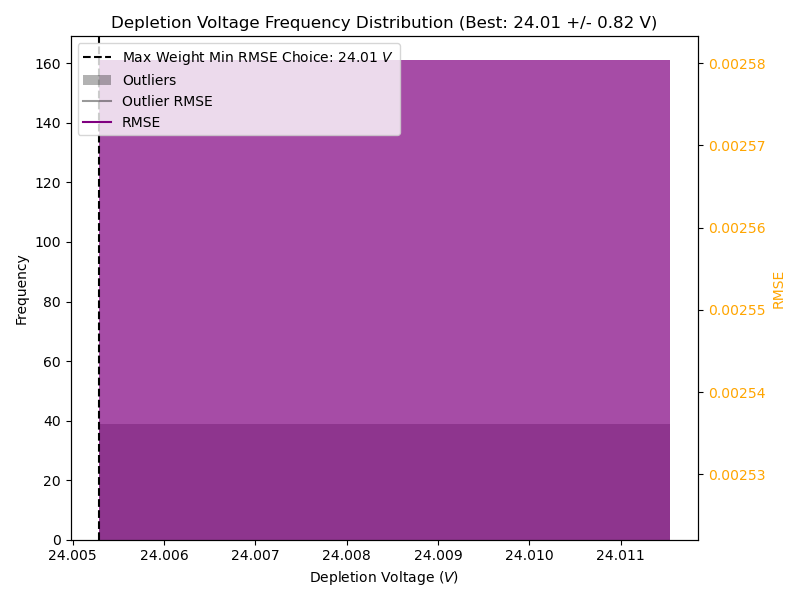 Depletion Voltage Frequency Distribution (Best: 24.01 +/- 0.82 V)
Max Weight Min RMSE Choice: 24.01 V
Outliers
Outlier RMSE
RMSE
160
140
120
100
80
60
40
20
0
Frequency
0.00258
0.00257
0.00256
0.00255
0.00254
0.00253
RMSE
24.005 24.006 24.007 24.008 24.009 24.010 24.011
Depletion Voltage (V)